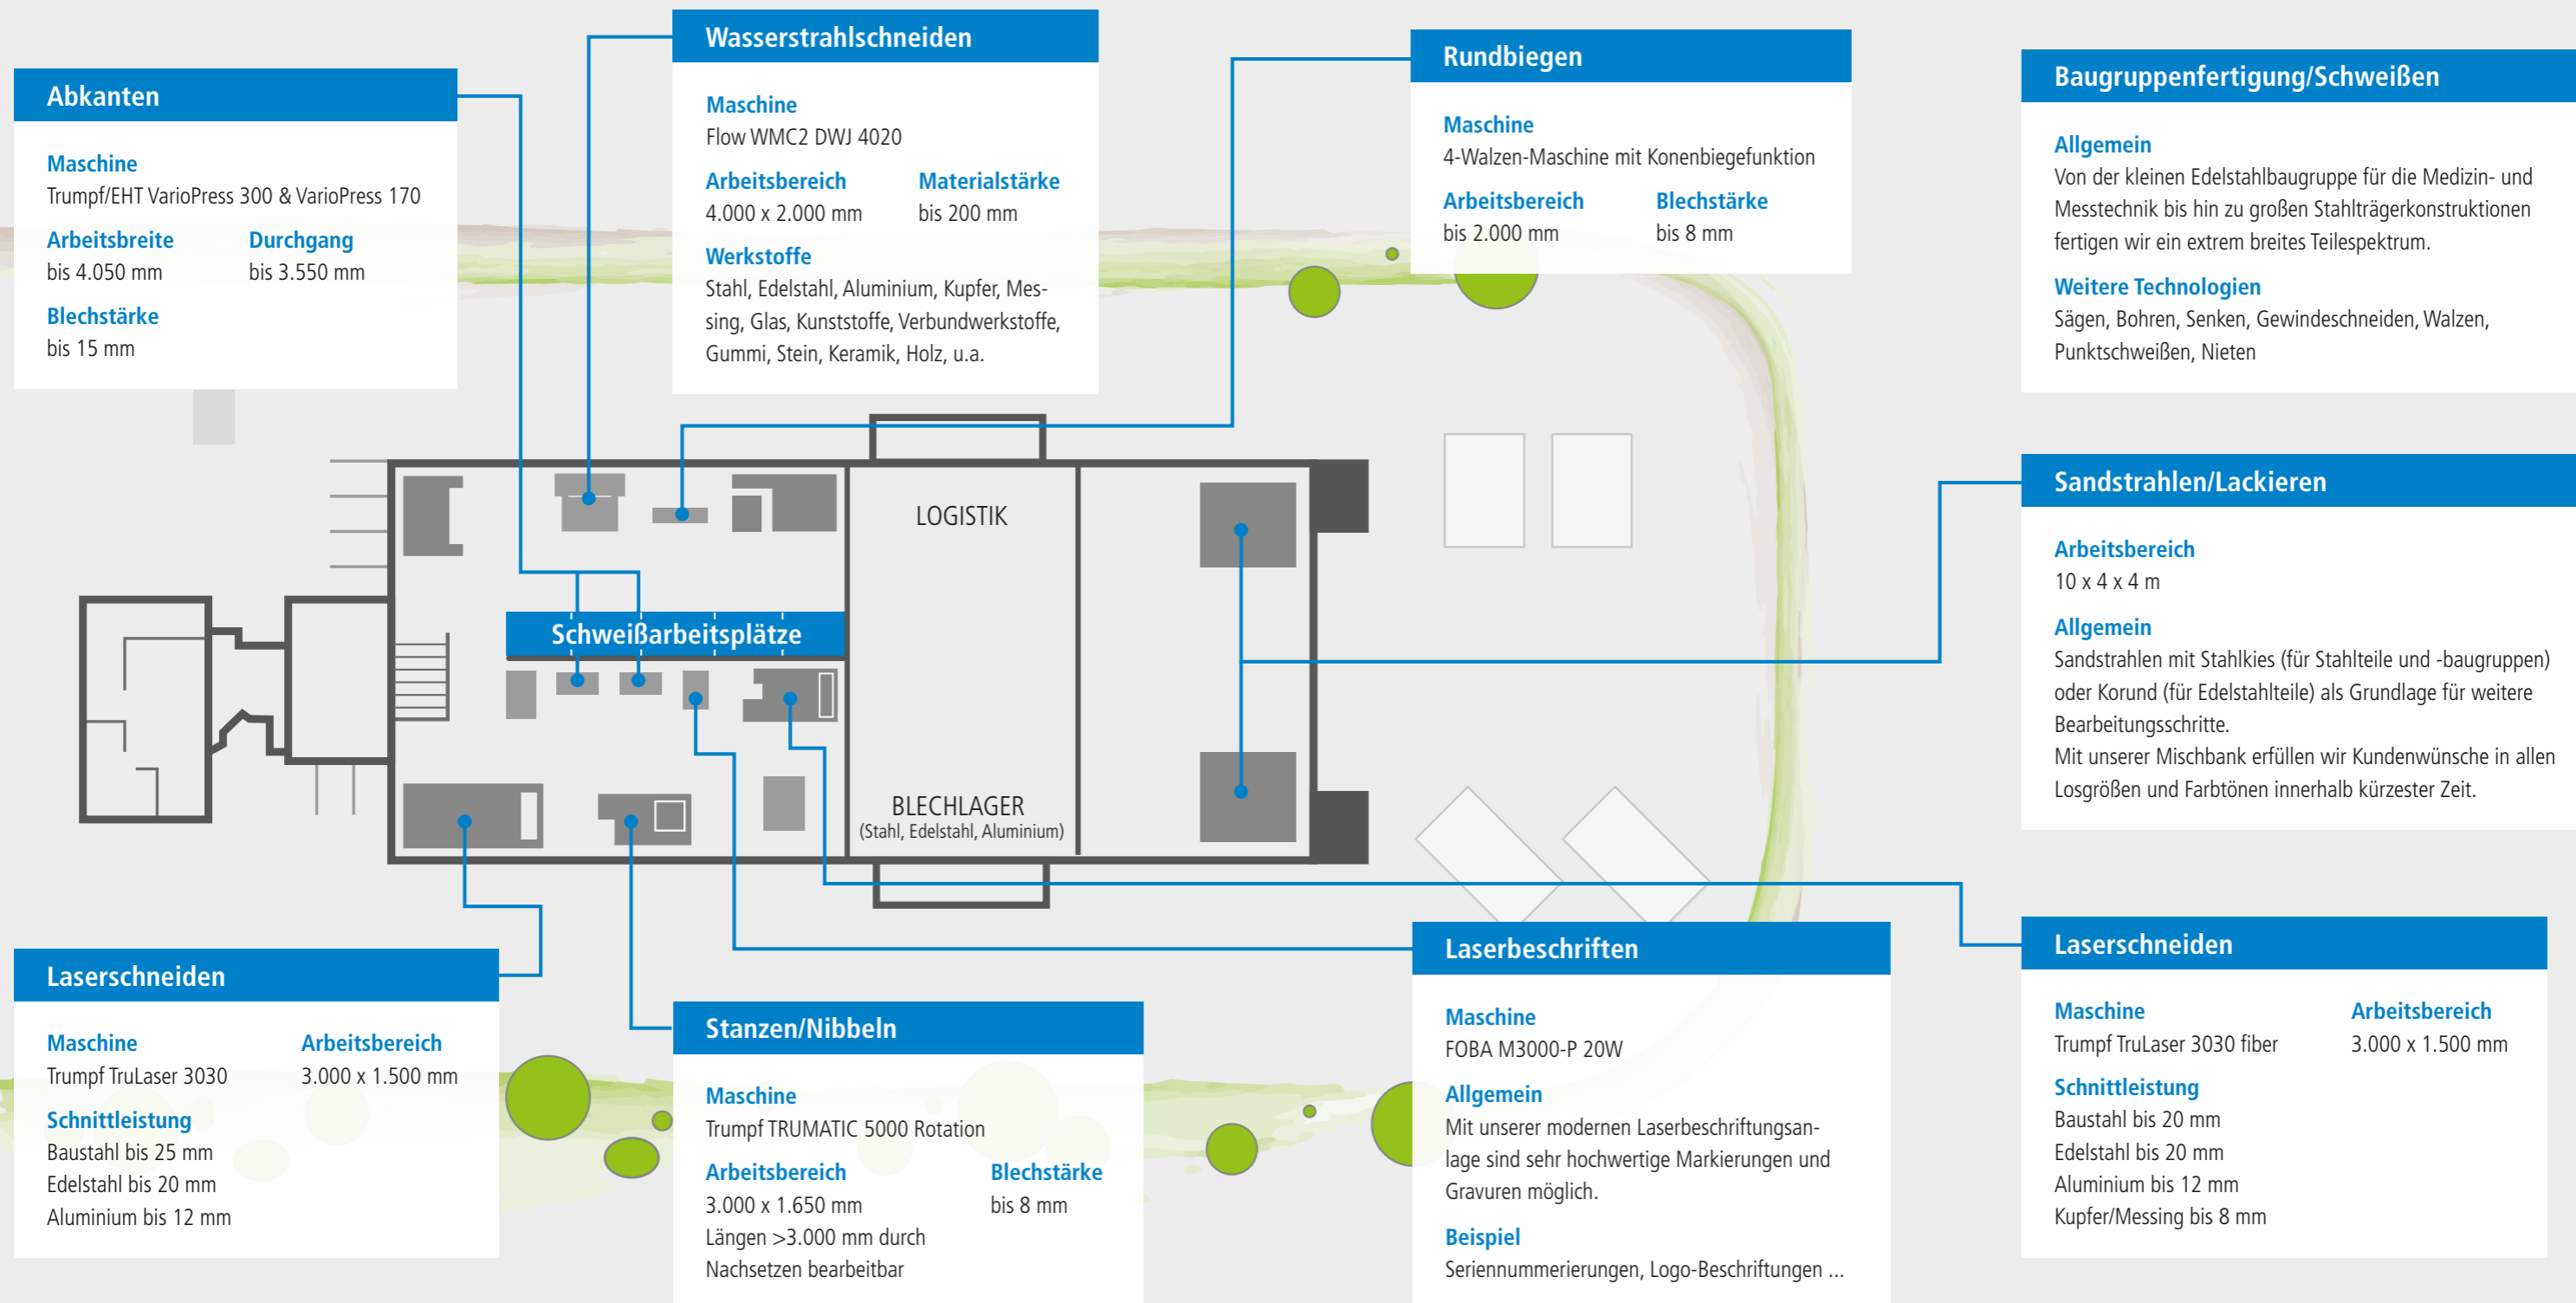 Abkanten
Maschine
Trumpf/EHT VarioPress 300 & VarioPress 170
Arbeitsbreite
bis 4.050 mm
Durchgang
bis 3.550 mm
Blechstärke
bis 15 mm
Wasserstrahlschneiden
Maschine
Flow WMC2 DWJ 4020
Arbeitsbereich
4.000 x 2.000 mm
Materialstärke
bis 200 mm
Werkstoffe
Stahl, Edelstahl, Aluminium, Kupfer, Mes-
sing, Glas, Kunststoffe, Verbundwerkstoffe,
Gummi, Stein, Keramik, Holz, u.a.
Rundbiegen
Maschine
4-Walzen-Maschine mit Konenbiegefunktion
Arbeitsbereich
bis 2.000 mm
Blechstärke
bis 8 mm
Baugruppenfertigung/Schweißen
Allgemein
Von der kleinen Edelstahlbaugruppe für die Medizin- und
Messtechnik bis hin zu großen Stahlträgerkonstruktionen
fertigen wir ein extrem breites Teilespektrum.
Weitere Technologien
Sägen, Bohren, Senken, Gewindeschneiden, Walzen,
Punktschweißen, Nieten
LOGISTIK
Schweißarbeitsplätze
BLECHLAGER
(Stahl, Edelstahl, Aluminium)
Sandstrahlen/Lackieren
Arbeitsbereich
10 x 4 x 4 m
Allgemein
Sandstrahlen mit Stahlkies (für Stahlteile und -baugruppen)
oder Korund (für Edelstahlteile) als Grundlage für weitere
Bearbeitungsschritte.
Mit unserer Mischbank erfüllen wir Kundenwünsche in allen
Losgrößen und Farbtönen innerhalb kürzester Zeit.
Laserschneiden
Maschine
Trumpf TruLaser 3030
Arbeitsbereich
3.000 x 1.500 mm
Schnittleistung
Baustahl bis 25 mm
Edelstahl bis 20 mm
Aluminium bis 12 mm
Stanzen/Nibbeln
Maschine
Trumpf TRUMATIC 5000 Rotation
Arbeitsbereich
3.000 x 1.650 mm
Längen >3.000 mm durch
Nachsetzen bearbeitbar
Blechstärke
bis 8 mm
Laserbeschriften
Maschine
FOBA M3000-P 20W
Allgemein
Mit unserer modernen Laserbeschriftungsan-
lage sind sehr hochwertige Markierungen und
Gravuren möglich.
Beispiel
Seriennummerierungen, Logo-Beschriftungen ...
Laserschneiden
Maschine
Trumpf TruLaser 3030 fiber
Arbeitsbereich
3.000 x 1.500 mm
Schnittleistung
Baustahl bis 20 mm
Edelstahl bis 20 mm
Aluminium bis 12 mm
Kupfer/Messing bis 8 mm